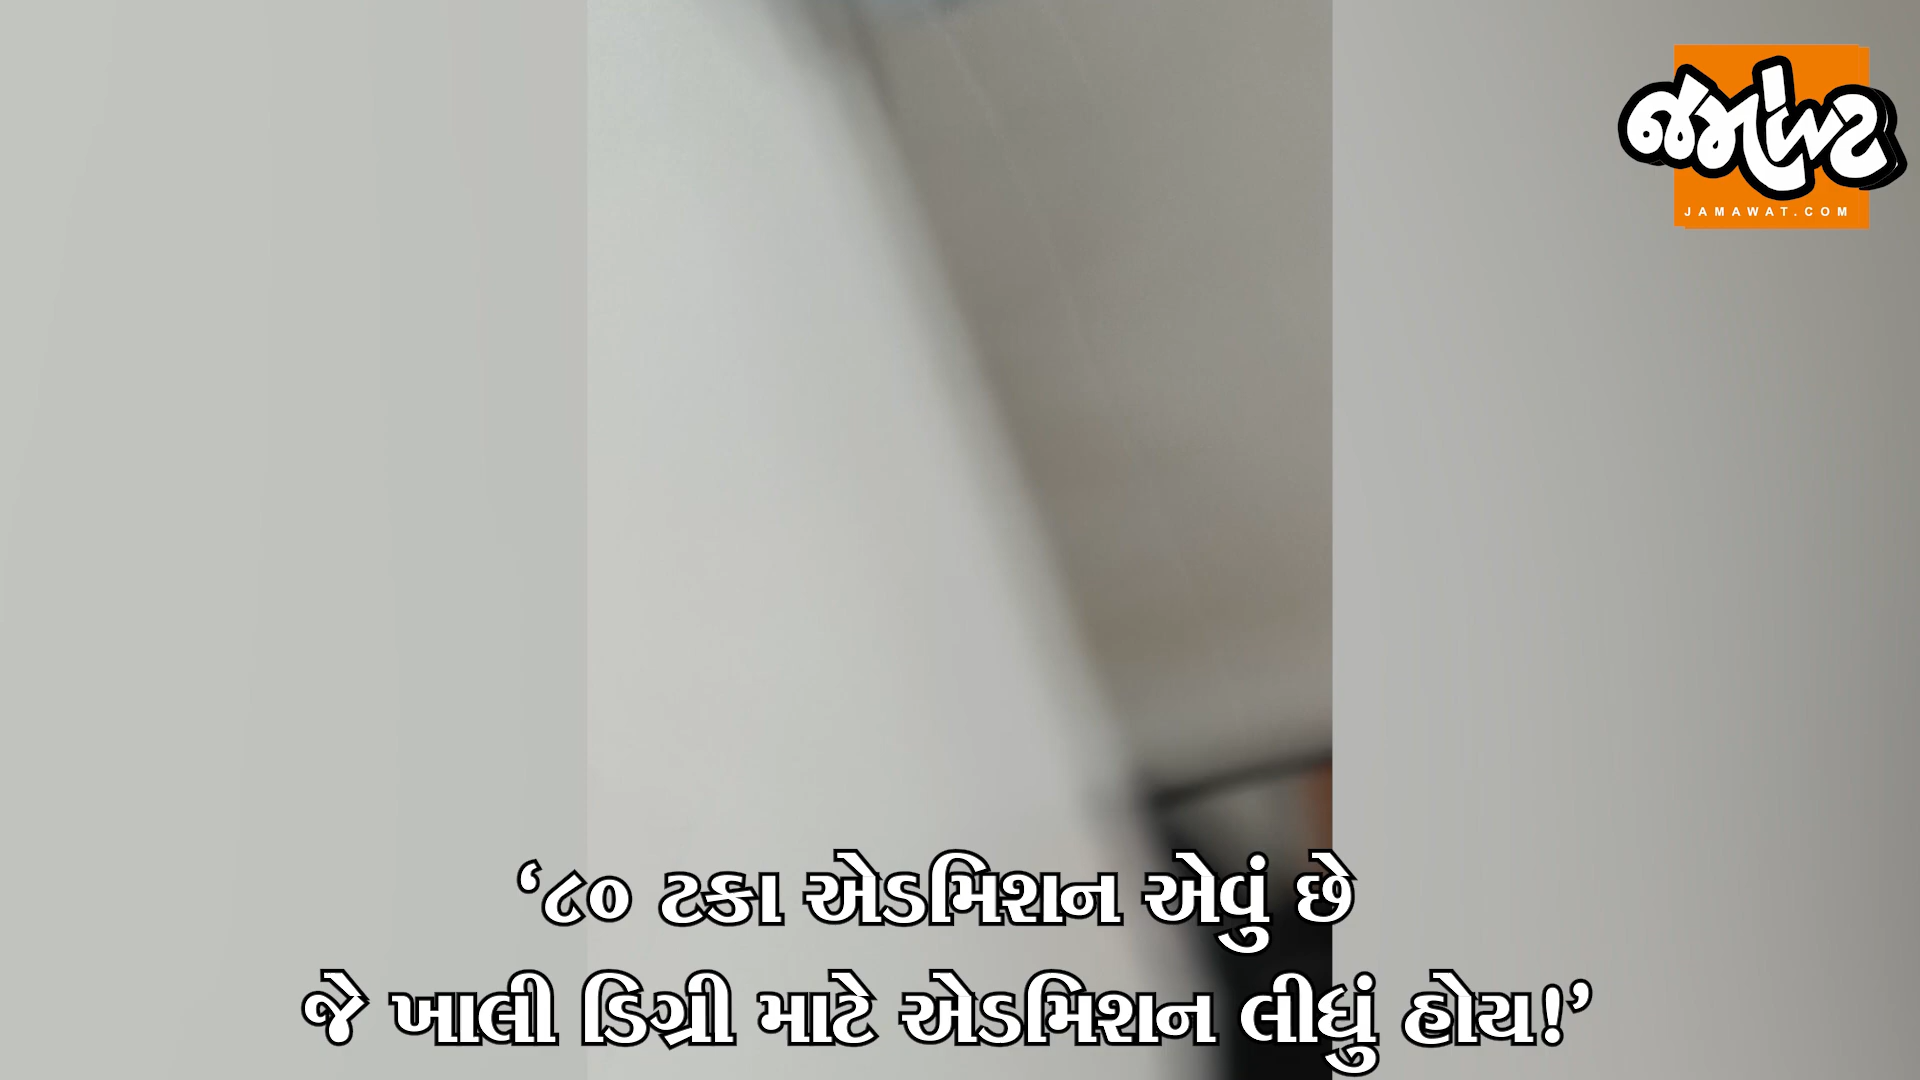 જમાવટ
JAMAWAT.COM
‘૮૦ ટકા એડમિશન એવું છે
જે ખાલી ડિગ્રી માટે એડમિશન લીધું હોય!’